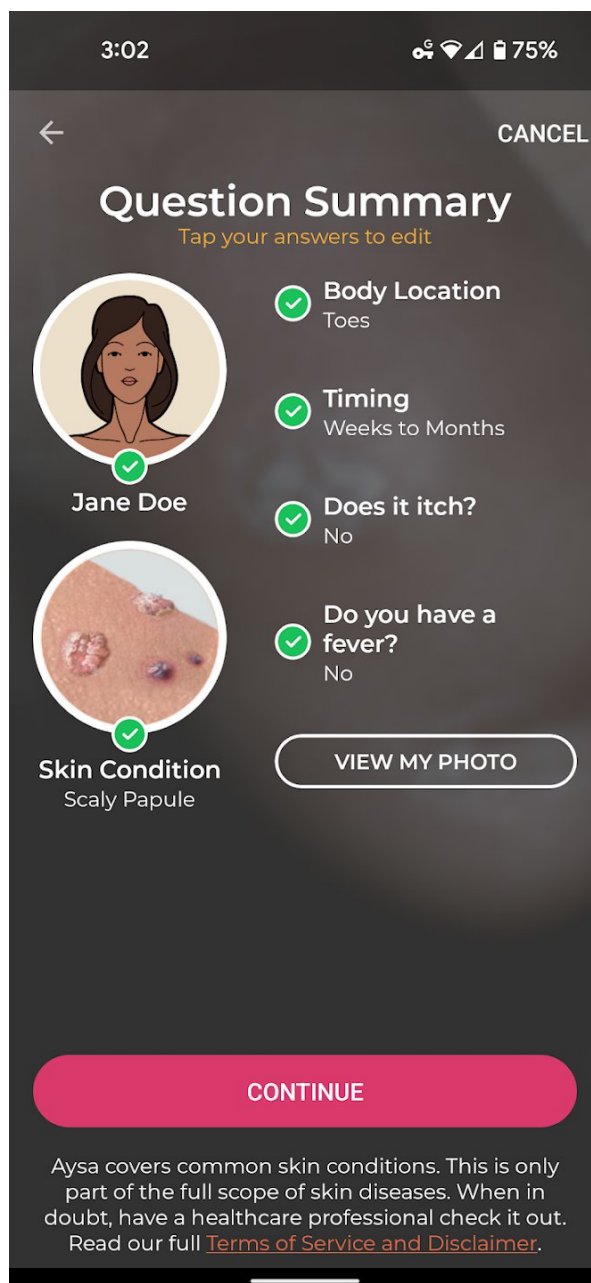 3:02
G
75%
CANCEL
Question Summary
Tap your answers to edit
Jane Doe
Skin Condition
Scaly Papule
Body Location
Toes
Timing
Weeks to Months
Does it itch?
No
Do you have a
fever?
No
VIEW MY PHOTO
CONTINUE
Aysa covers common skin conditions. This is only
part of the full scope of skin diseases. When in
doubt, have a healthcare professional check it out.
Read our full Terms of Service and Disclaimer.